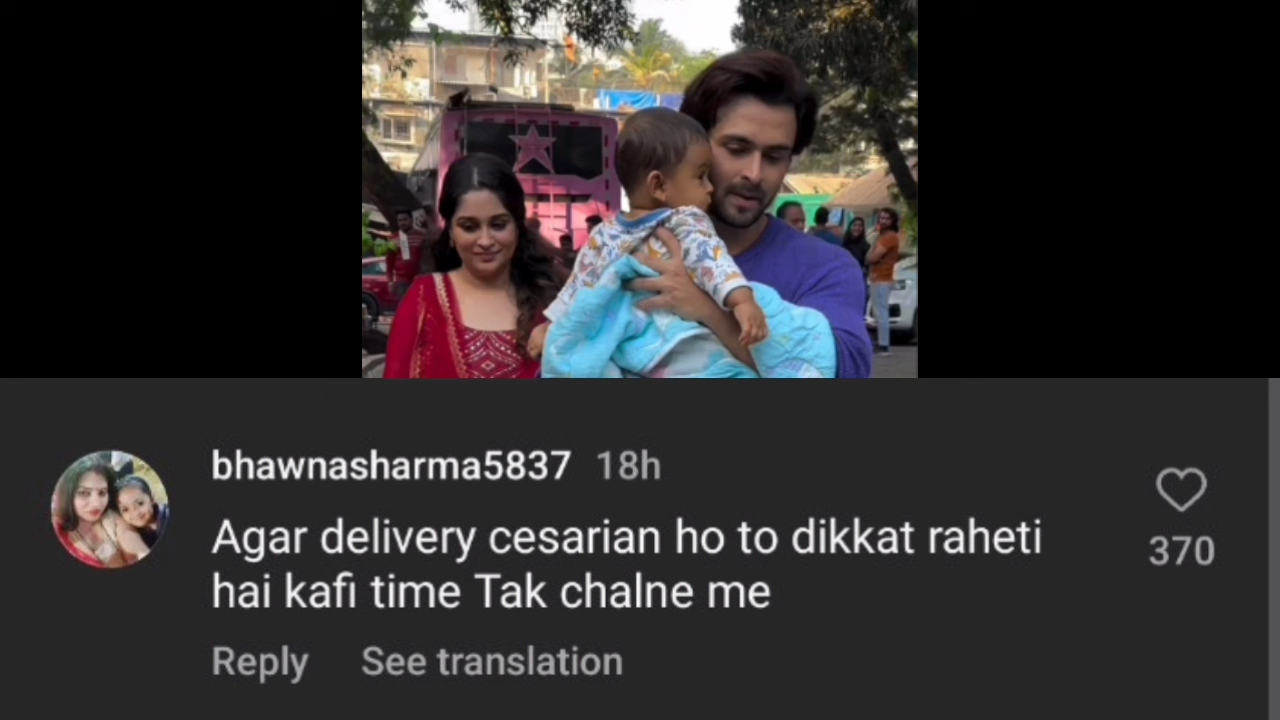 bhawnasharma5837 18h
Agar delivery cesarian ho to dikkat raheti
hai kafi time Tak chalne me
370
Reply See translation